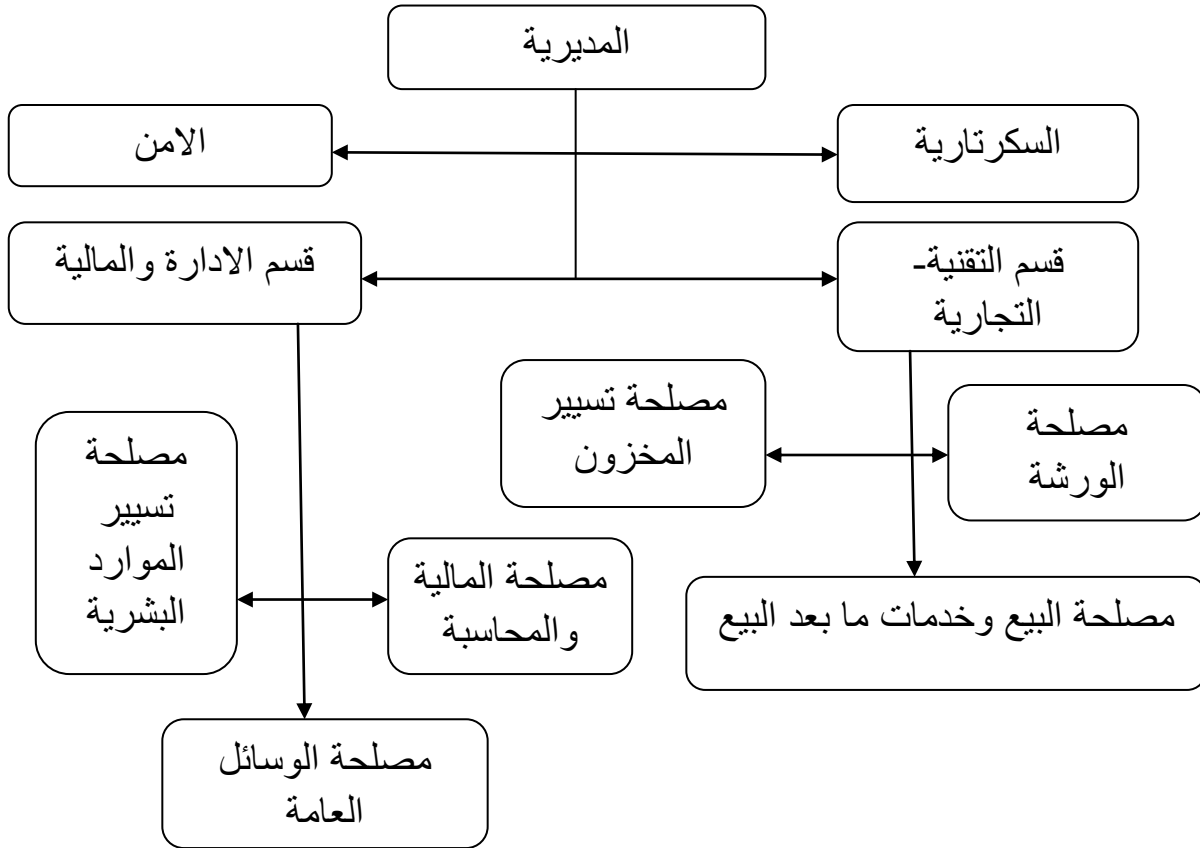 المديرية
السكرتارية
الامن
قسم التقنية-
التجارية
قسم الادارة والمالية
مصلحة
الورشة
مصلحة تسيير
المخزون
مصلحة
تسيير
الموارد
البشرية
مصلحة المالية
والمحاسبة
مصلحة البيع وخدمات ما بعد البيع
مصلحة الوسائل
العامة